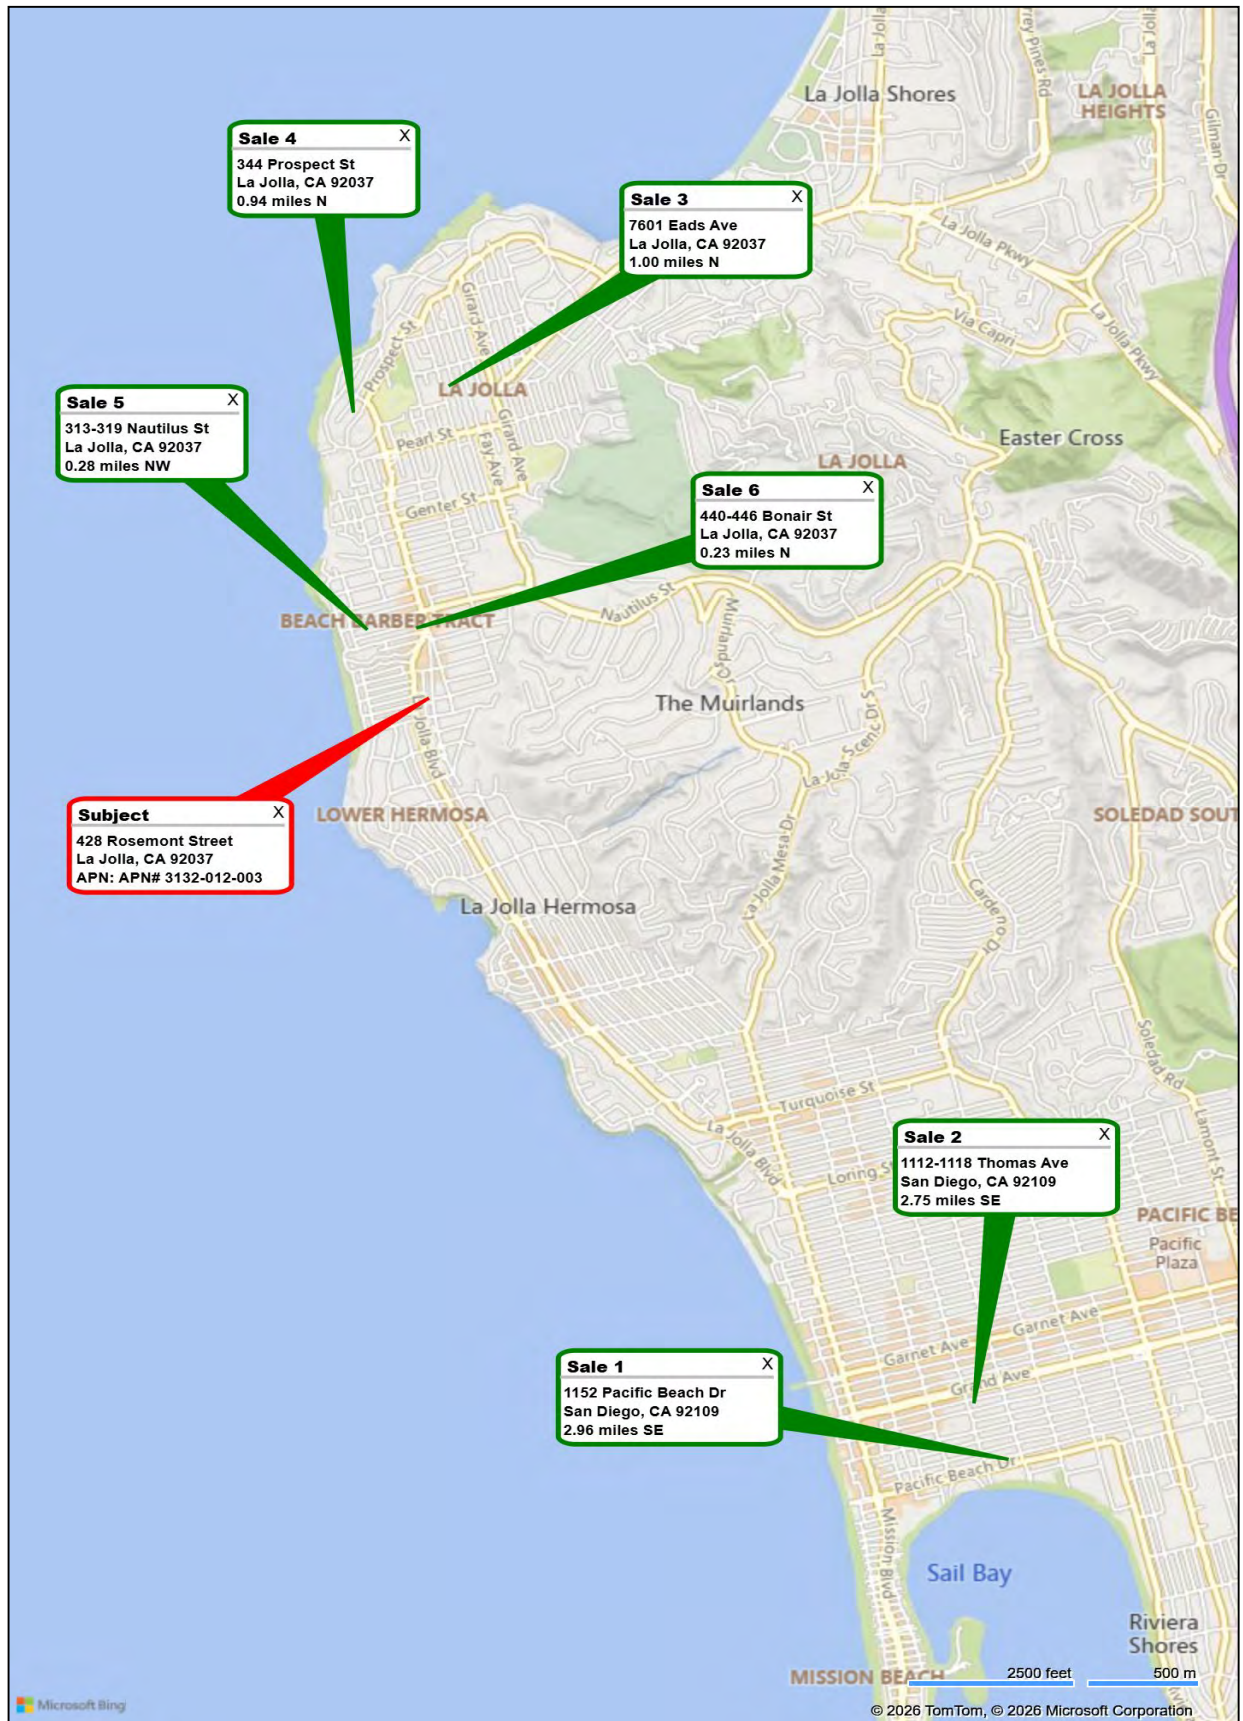 La Jolla Shores
LA JOLLA
HEIGHTS
Gilman Dr
Sale 4 X
344 Prospect St
La Jolla, CA 92037
0.94 miles N
Sale 3 X
7601 Eads Ave
La Jolla, CA 92037
1.00 miles N
La Jolla Pkwy
La Jolla Pkwy
Via Capri
Girard Ave
Prospect St
LA JOLLA
Sale 5 X
313-319 Nautilus St
La Jolla, CA 92037
0.28 miles NW
Pearl St
Girard Ave
Fay Ave
Easter Cross
LA JOLLA
Sale 6 X
440-446 Bonair St
La Jolla, CA 92037
0.23 miles N
Genter St
Nautilus St
Muirlands Dr
BEACH BARBER TRACT
The Muirlands
La Jolla Blvd
La Jolla Scenic Dr S
Subject X
428 Rosemont Street
La Jolla, CA 92037
APN: APN# 3132-012-003
LOWER HERMOSA
SOLEDAD SOUT
La Jolla Mesa Dr
Cardeno Dr
La Jolla Hermosa
Soledad Rd
Turquoise St
La Jolla Blvd
Lamont St
Loring St
Sale 2 X
1112-1118 Thomas Ave
San Diego, CA 92109
2.75 miles SE
PACIFIC BE
Pacific
Plaza
Garnet Ave
Garnet Ave
Grand Ave
Sale 1 X
1152 Pacific Beach Dr
San Diego, CA 92109
2.96 miles SE
Pacific Beach Dr
Mission Blvd
Sail Bay
Riviera
Shores
MISSION BEACH
2500 feet 500 m
Microsoft Bing
© 2026 TomTom, © 2026 Microsoft Corporation